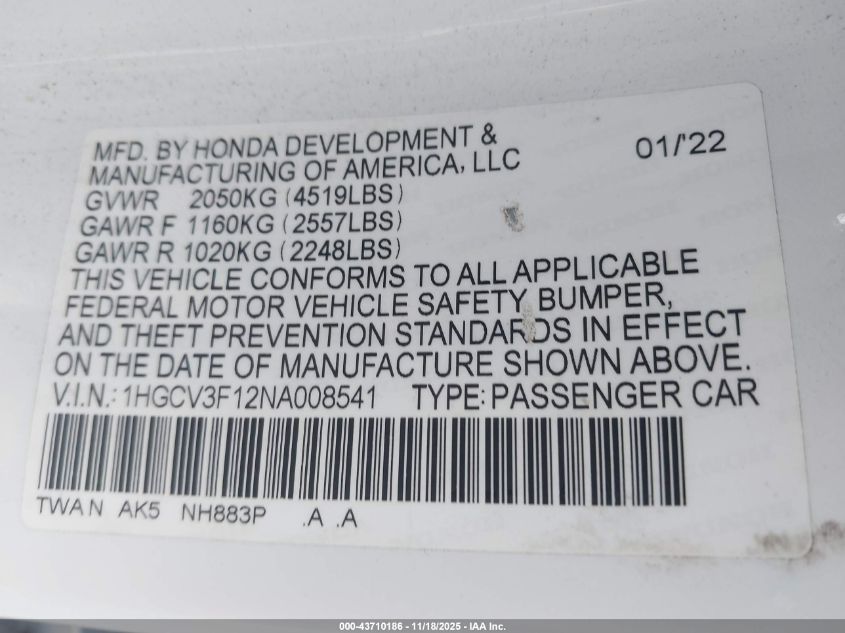 MFD. BY HONDA DEVELOPMENT &
MANUFACTURING OF AMERICA, LLC
01/'22
GVWR 2050KG (4519LBS)
GAWR F 1160KG (2557LBS)
GAWR R 1020KG (2248LBS)
THIS VEHICLE CONFORMS TO ALL APPLICABLE
FEDERAL MOTOR VEHICLE SAFETY, BUMPER,
AND THEFT PREVENTION STANDARDS IN EFFECT
ON THE DATE OF MANUFACTURE SHOWN ABOVE.
V.I.N.: 1HGCV3F12NA008541 TYPE: PASSENGER CAR
TWAN AK5 NH883P .A .A
000-43710186 - 11/18/2025 - IAA Inc.